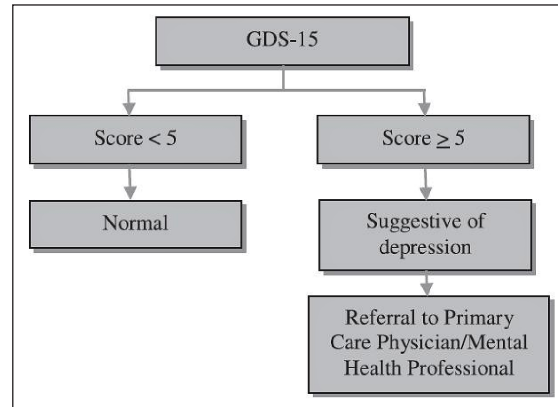 GDS-15
Score < 5
Score ≥ 5
Normal
Suggestive of
depression
Referral to Primary
Care Physician/Mental
Health Professional